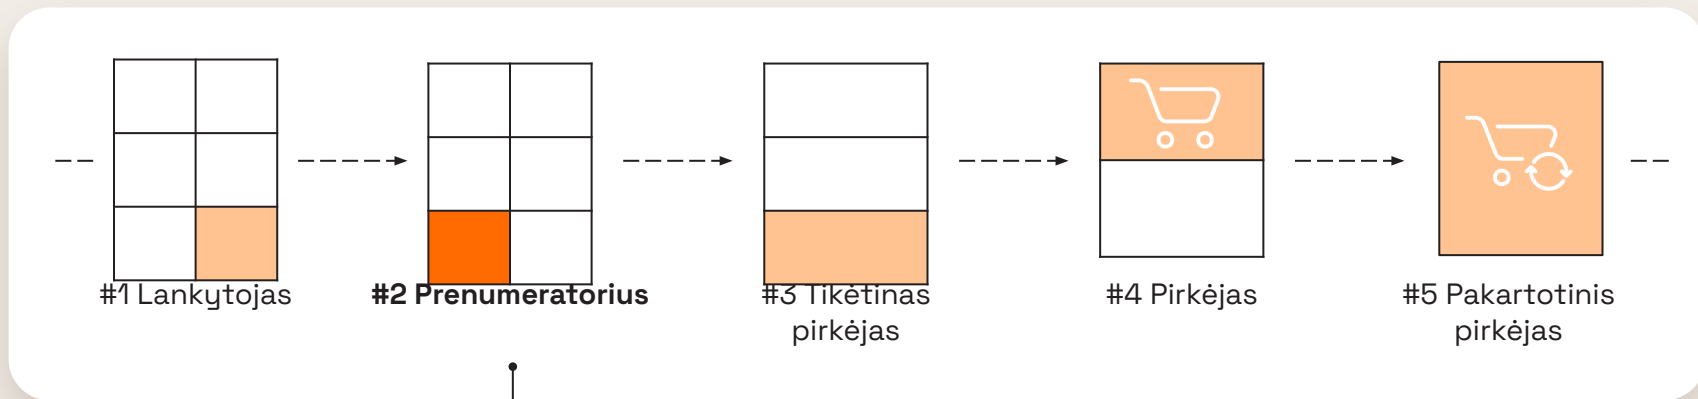 #1 Lankytojas
#2 Prenumeratorius
#3 Tikėtinas
pirkėjas
#4 Pirkėjas
#5 Pakartotinis
pirkėjas